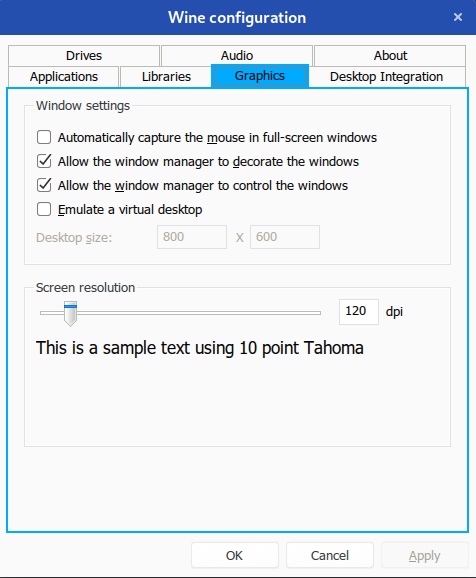 Wine configuration ×
Drives Audio About
Applications Libraries Graphics Desktop Integration
Window settings
Automatically capture the mouse in full-screen windows
Allow the window manager to decorate the windows
Allow the window manager to control the windows
Emulate a virtual desktop
Desktop size: 800 X 600
Screen resolution
120 dpi
This is a sample text using 10 point Tahoma
OK Cancel Apply